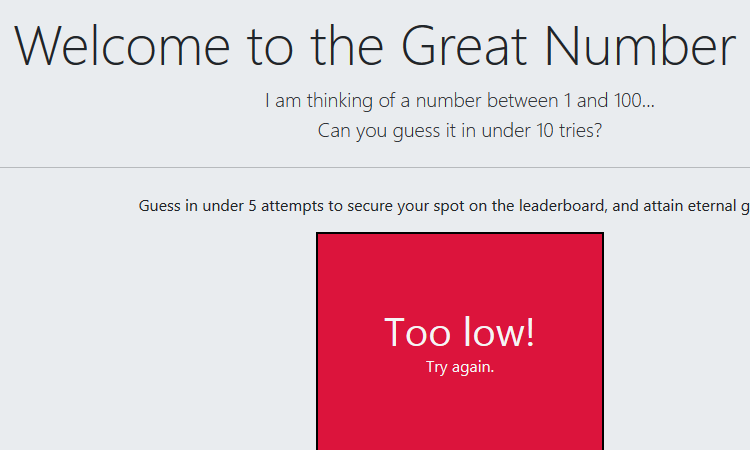 Welcome to the Great Number
I am thinking of a number between 1 and 100...
Can you guess it in under 10 tries?
Guess in under 5 attempts to secure your spot on the leaderboard, and attain eternal g
Too low!
Try again.